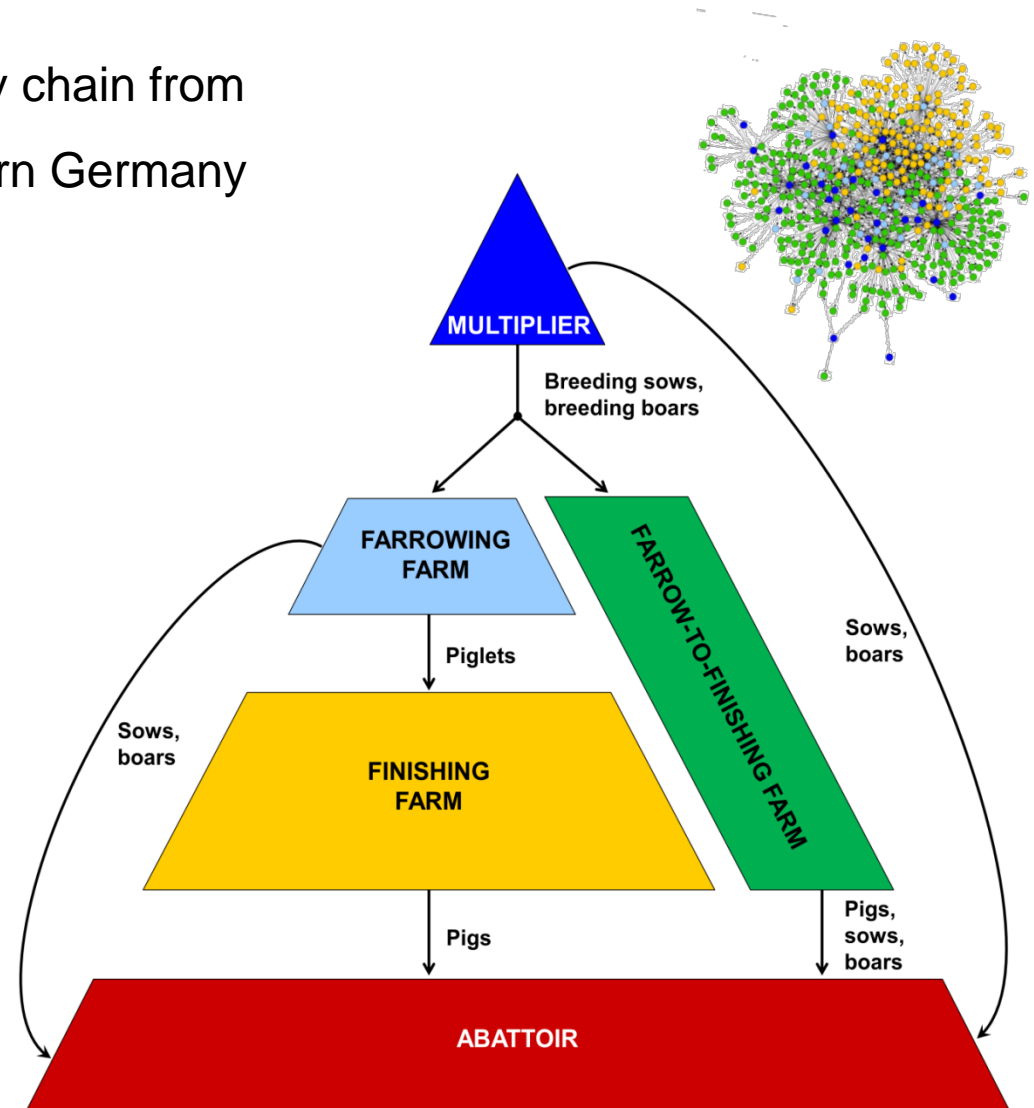 y chain from
rn Germany
MULTIPLIER
Breeding sows,
breeding boars
FARROWING
FARM
FARROW-TO-FINISHING FARM
Sows,
boars
Piglets
Sows,
boars
FINISHING
FARM
Pigs
Pigs,
sows,
boars
ABATTOIR